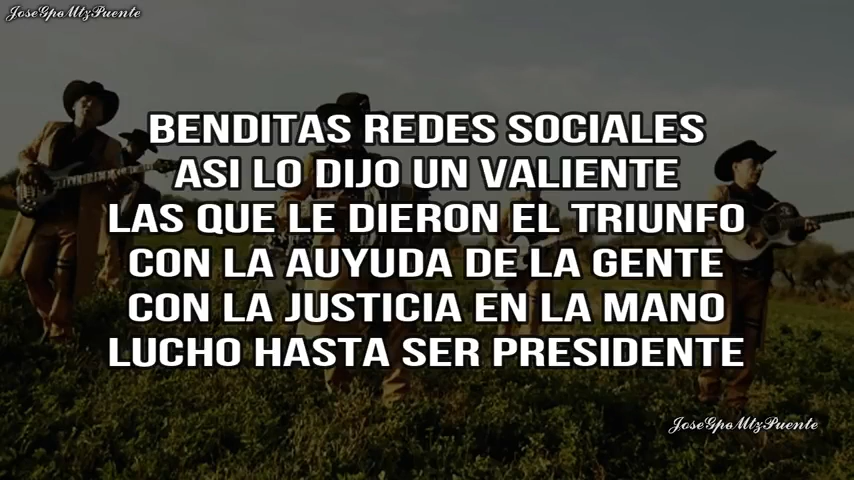 JoseGpoMtzPuente
BENDITAS REDES SOCIALES
ASI LO DIJO UN VALIENTE
LAS QUE LE DIERON EL TRIUNFO
CON LA AUYUDA DE LA GENTE
CON LA JUSTICIA EN LA MANO
LUCHO HASTA SER PRESIDENTE
JoseGpoMtzPuente